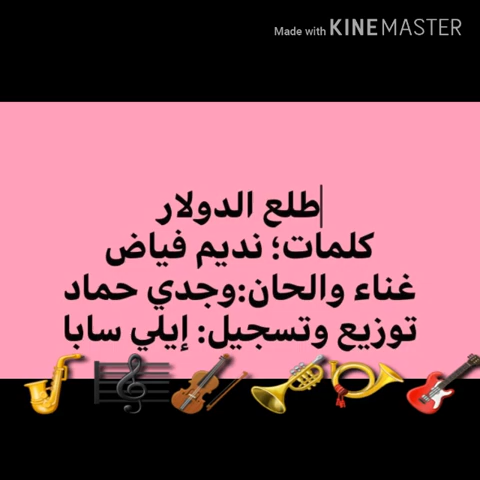 Made with KINEMASTER
طلع الدولار
كلمات؛ نديم فياض
غناء والحان:وجدي حماد
توزيع وتسجيل: إيلي سابا